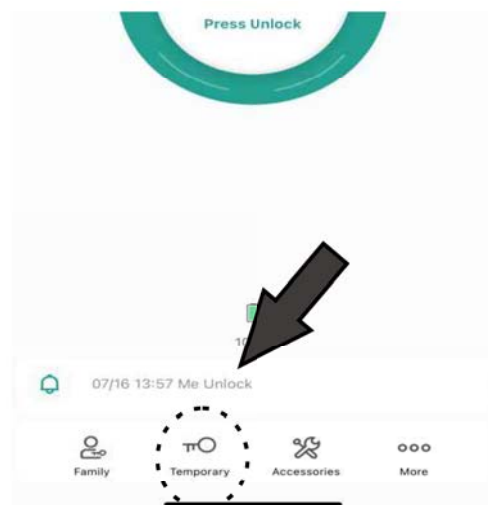 Press Unlock
07/16 13:57 Me Unlock
Family
Temporary
Accessories
More